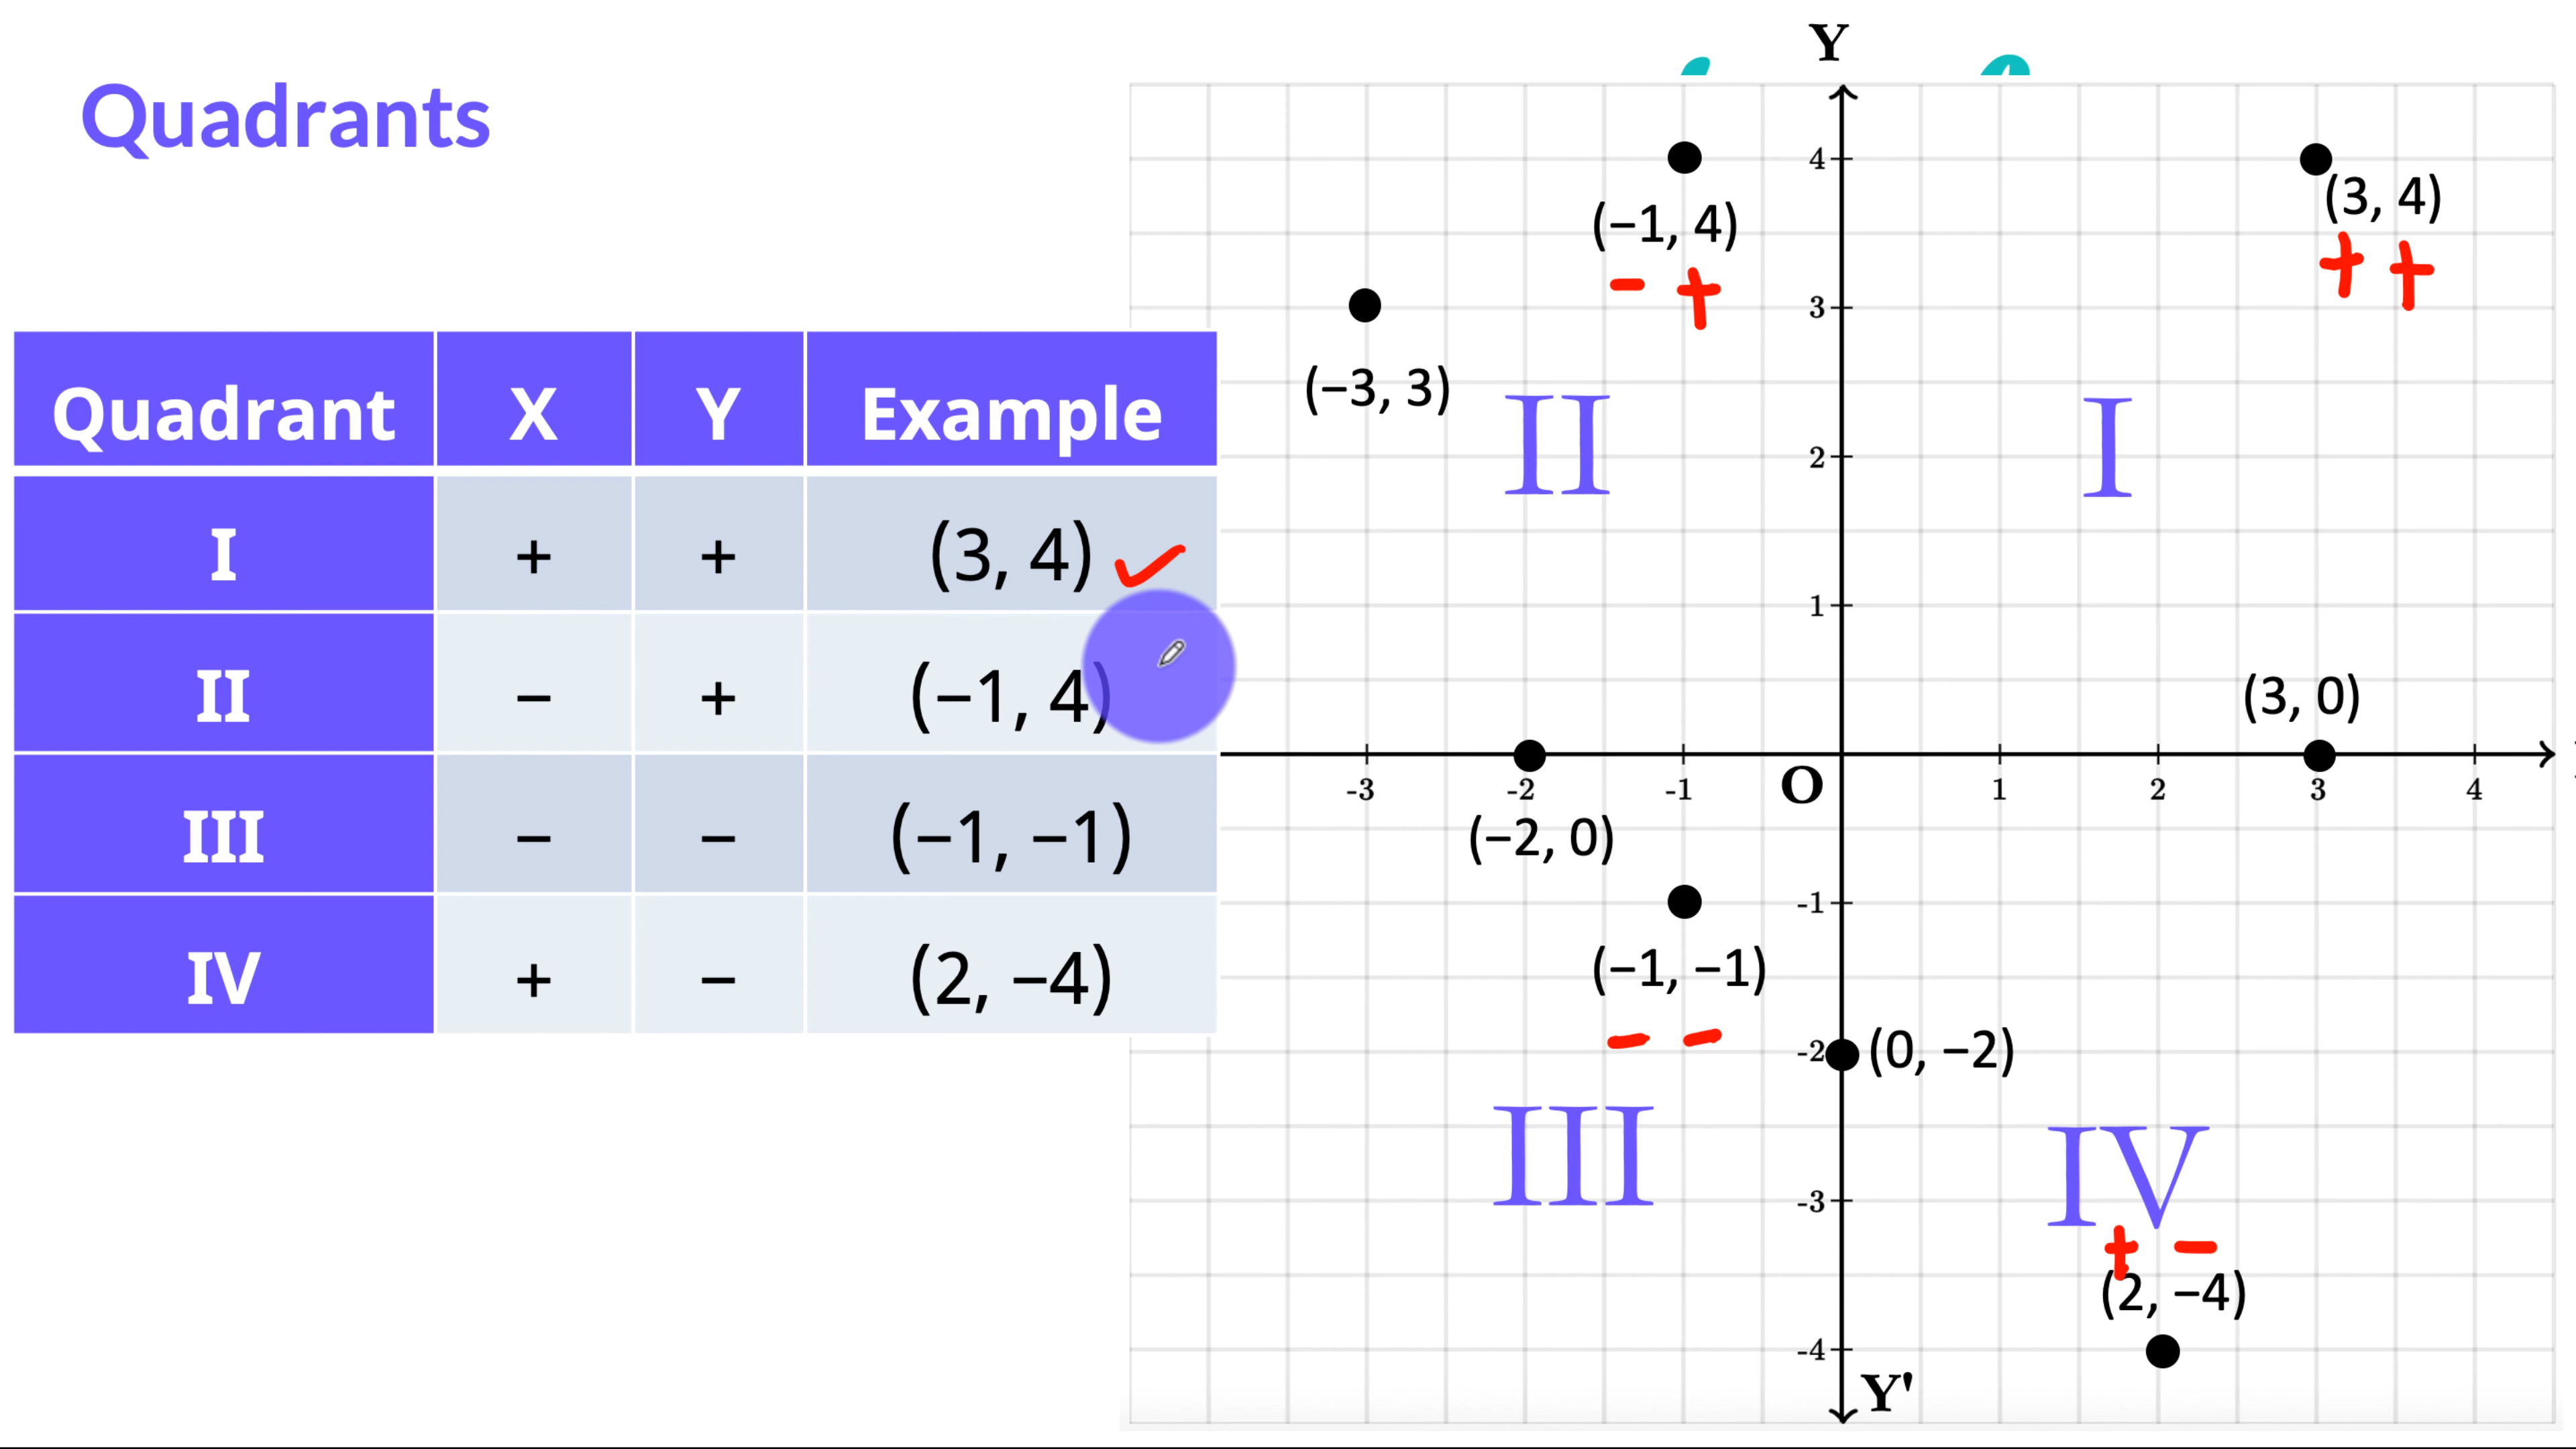 Quadrants
Quadrant X Y Example
I + + (3, 4)
II − + (−1, 4)
III − − (−1, −1)
IV + − (2, −4)
Y
4
(−1, 4)
- +
(3, 4)
+ +
3
(−3, 3)
II
I
2
1
(3, 0)
-3 -2 -1 O 1 2 3 4
(−2, 0)
-1
(−1, −1)
- -
-2
(0, −2)
III
IV
-3
+ -
(2, −4)
-4
Y'